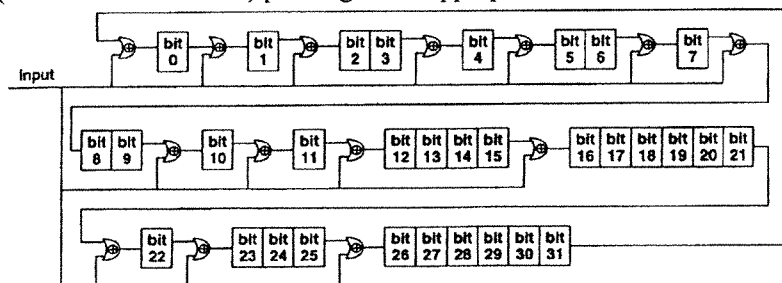 bit bit bit bit bit bit bit bit
0 1 2 3 4 5 6 7
Input
bit bit bit bit bit bit bit bit bit bit bit bit bit bit
8 9 10 11 12 13 14 15 16 17 18 19 20 21
bit bit bit bit bit bit bit bit bit bit
22 23 24 25 26 27 28 29 30 31